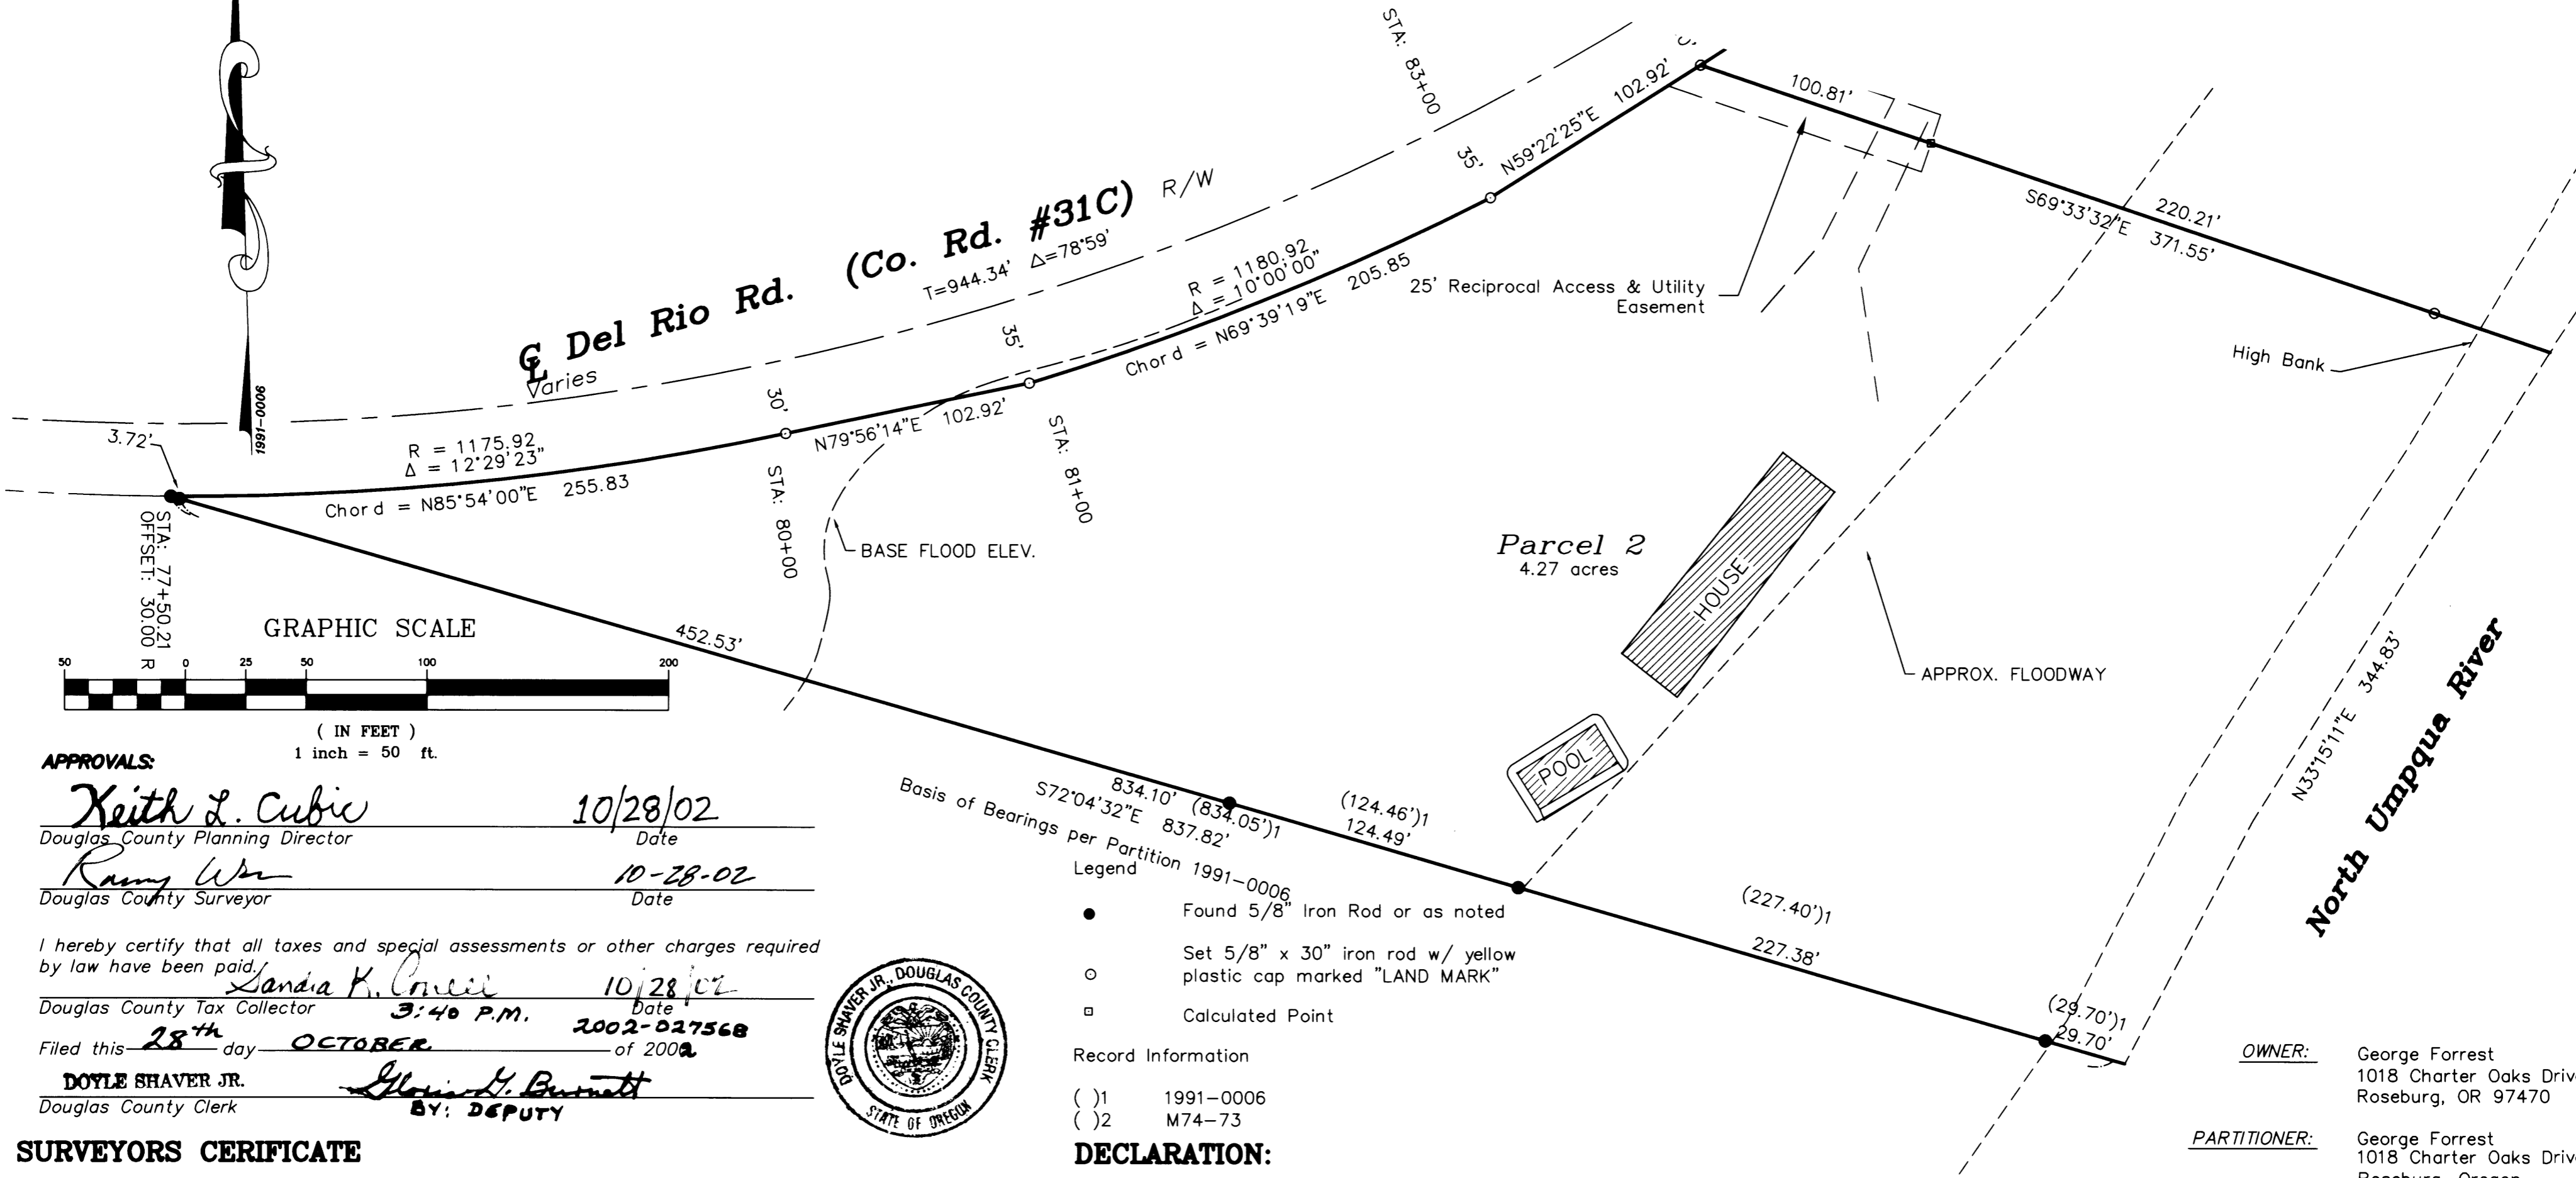 STA: 83+00
100.81'
N59°22'25"E 102.92'
35'
S69°33'32"E
220.21'
371.55'
25' Reciprocal Access & Utility
Easement
High Bank
℄ Del Rio Rd. (Co. Rd. #31C) R/W
Varies
T=944.34' Δ=78°59'
R = 1180.92
Δ = 10°00'00"
Chord = N69°39'19"E 205.85
35'
30'
N79°56'14"E 102.92'
1991-0006
3.72'
R = 1175.92
Δ = 12°29'23"
Chord = N85°54'00"E 255.83
STA: 77+50.21
OFFSET: 30.00 R
STA: 80+00
STA: 81+00
BASE FLOOD ELEV.
Parcel 2
4.27 acres
HOUSE
POOL
APPROX. FLOODWAY
N33°15'11"E 344.83'
North Umpqua River
452.53'
834.10' (834.05')1
S72°04'32"E 837.82'
Basis of Bearings per Partition 1991-0006
(124.46')1
124.49'
(227.40')1
227.38'
(29.70')1
29.70'
GRAPHIC SCALE
50 0 25 50 100 200
( IN FEET )
1 inch = 50 ft.
APPROVALS:
Keith L. Cubic 10/28/02
Douglas County Planning Director Date
10-28-02
Douglas County Surveyor Date
I hereby certify that all taxes and special assessments or other charges required
by law have been paid.
Sandra K. 10/28/02
Douglas County Tax Collector Date
3:40 P.M. 2002-027568
Filed this 28th day OCTOBER of 2002
DOYLE SHAVER JR. Gloria G. Burnett
Douglas County Clerk BY: DEPUTY
DOYLE SHAVER JR., DOUGLAS COUNTY CLERK
STATE OF OREGON
Legend
Found 5/8" Iron Rod or as noted
Set 5/8" x 30" iron rod w/ yellow
plastic cap marked "LAND MARK"
Calculated Point
Record Information
( )1 1991-0006
( )2 M74-73
OWNER: George Forrest
1018 Charter Oaks Driv
Roseburg, OR 97470
PARTITIONER: George Forrest
1018 Charter Oaks Driv
Roseburg, Oregon
SURVEYORS CERIFICATE
DECLARATION: